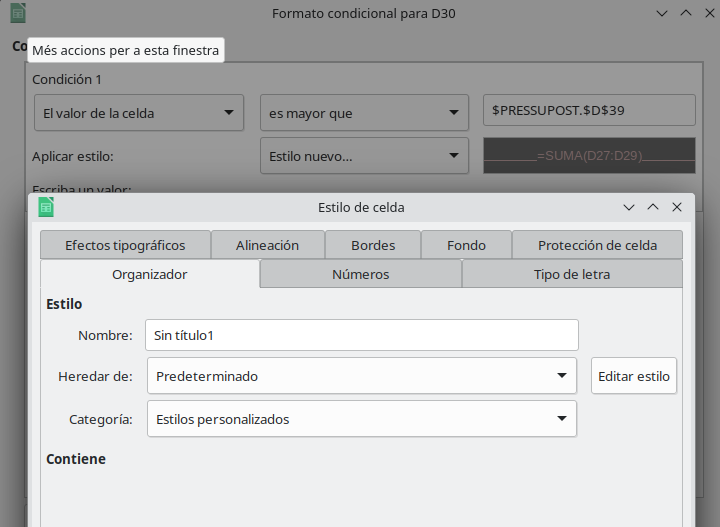 Formato condicional para D30
Co
Més accions per a esta finestra
Condición 1
El valor de la celda
es mayor que
$PRESSUPOST.$D$39
Aplicar estilo:
Estilo nuevo...
=SUMA(D27:D29)
Escriba un valor:
Estilo de celda
Efectos tipográficos
Alineación
Bordes
Fondo
Protección de celda
Organizador
Números
Tipo de letra
Estilo
Nombre:
Sin título1
Heredar de:
Predeterminado
Editar estilo
Categoría:
Estilos personalizados
Contiene